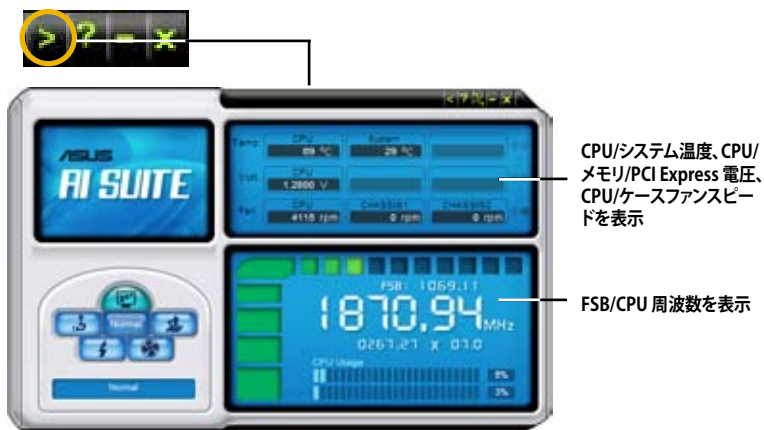 > ? - x
< ? - x
ASUS
AI SUITE
Temp
CPU
System
89 ℃
29 ℃
Volt
CPU
1.2800 V
Fan
CPU
CHASSIS1
CHASSIS2
4115 rpm
0 rpm
0 rpm
CPU/システム温度、CPU/
メモリ/PCI Express 電圧、
CPU/ケースファンスピー
ドを表示
FSB: 1069.11
1870.94 MHz
0267.27 x 07.0
CPU Usage
3%
FSB/CPU 周波数を表示
Normal
Normal